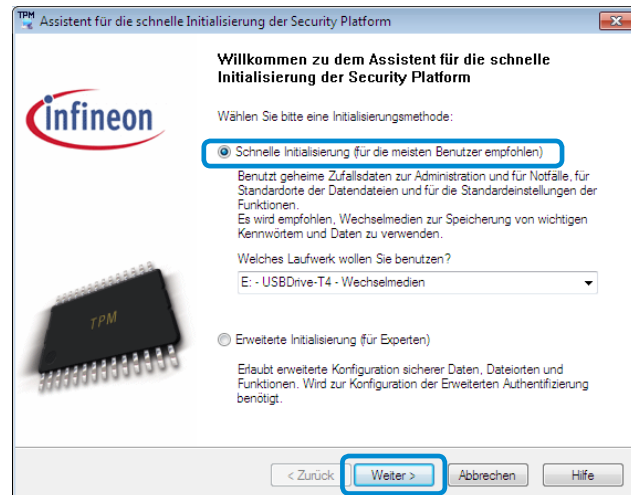 TPM Assistent für die schnelle Initialisierung der Security Platform
Willkommen zu dem Assistent für die schnelle
Initialisierung der Security Platform
infineon
Wählen Sie bitte eine Initialisierungsmethode:
Schnelle Initialisierung (für die meisten Benutzer empfohlen)
Benutzt geheime Zufallsdaten zur Administration und für Notfälle, für
Standardorte der Datendateien und für die Standardeinstellungen der
Funktionen.
Es wird empfohlen, Wechselmedien zur Speicherung von wichtigen
Kennwörtern und Daten zu verwenden.
Welches Laufwerk wollen Sie benutzen?
E: - USBDrive-T4 - Wechselmedien
TPM
Erweiterte Initialisierung (für Experten)
Erlaubt erweiterte Konfiguration sicherer Daten, Dateiorten und
Funktionen. Wird zur Konfiguration der Erweiterten Authentifizierung
benötigt.
< Zurück Weiter > Abbrechen Hilfe